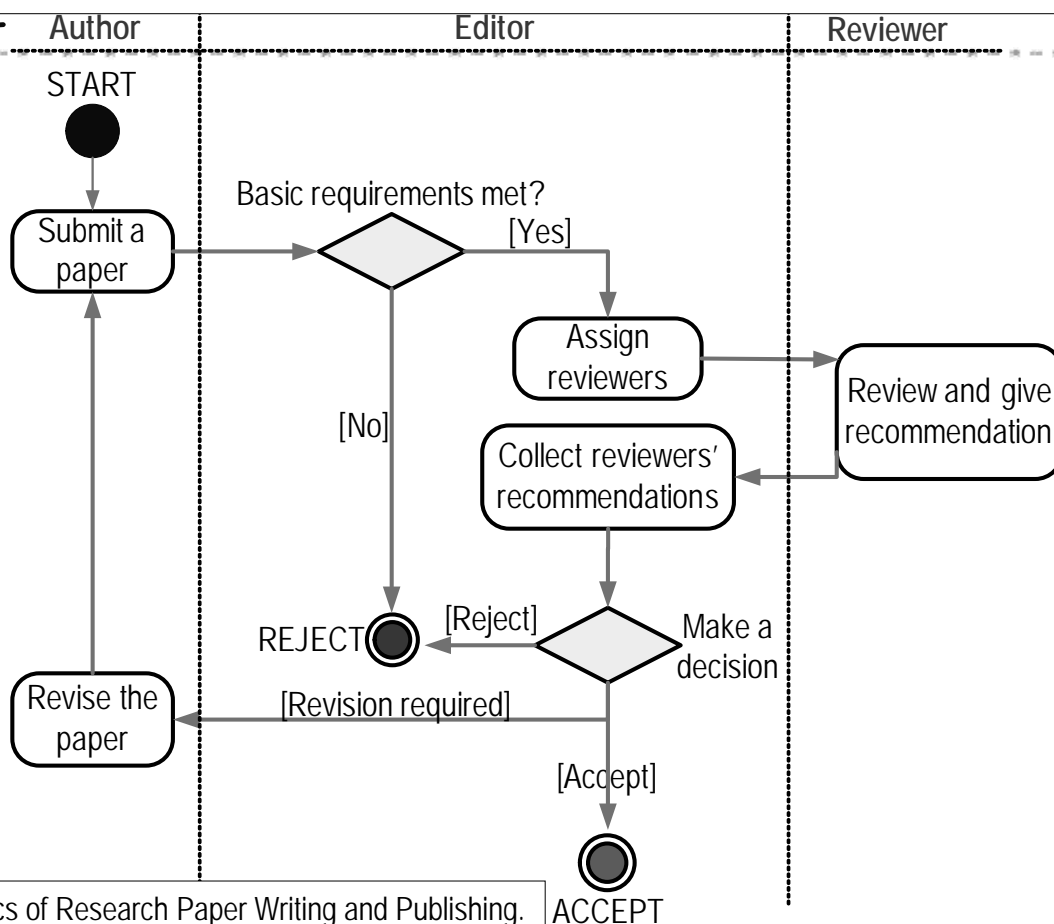 Author
Editor
Reviewer
START
Basic requirements met?
[Yes]
Submit a
paper
Assign
reviewers
Review and give
recommendation
[No]
Collect reviewers'
recommendations
REJECT
[Reject]
Make a
decision
Revise the
paper
[Revision required]
[Accept]
of Research Paper Writing and Publishing.
ACCEPT